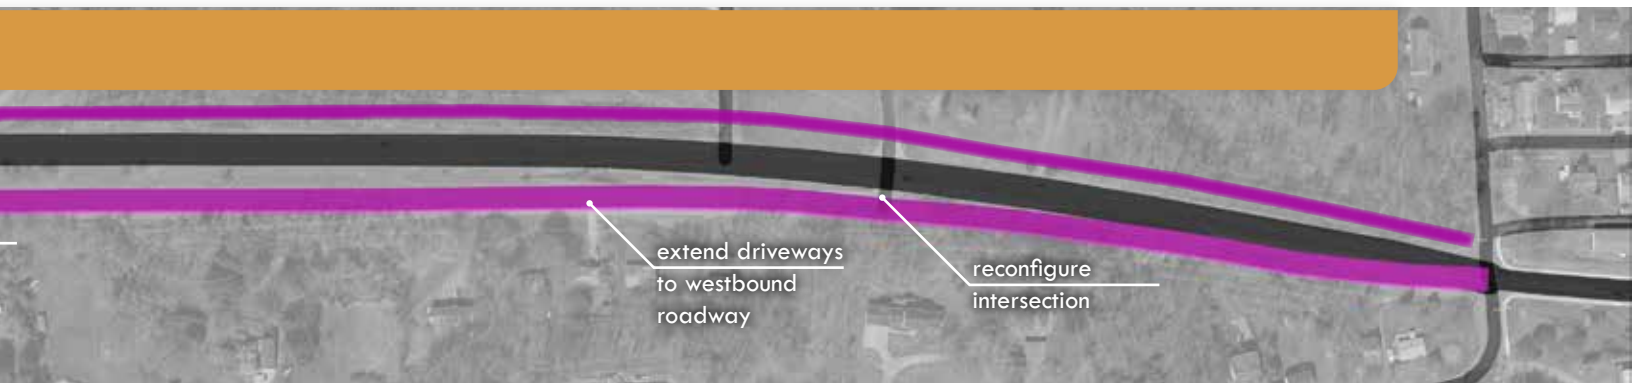 extend driveways
to westbound
roadway
reconfigure
intersection